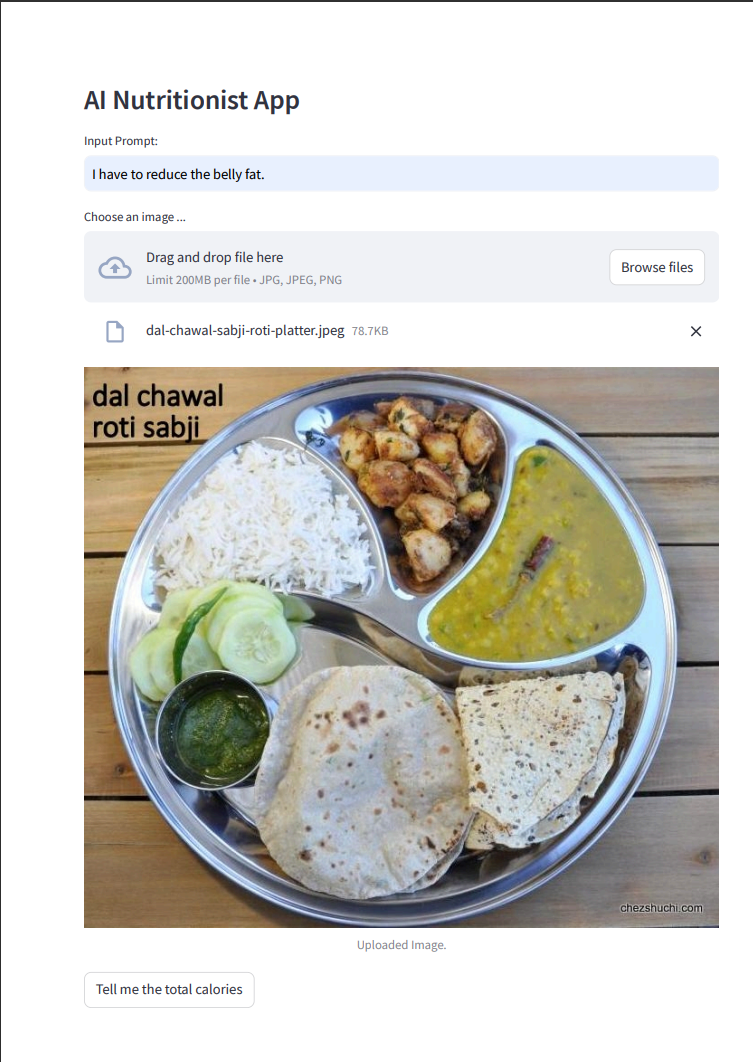 AI Nutritionist App
Input Prompt:
I have to reduce the belly fat.
Choose an image ...
Drag and drop file here
Limit 200MB per file • JPG, JPEG, PNG
Browse files
dal-chawal-sabji-roti-platter.jpeg 78.7KB
dal chawal
roti sabji
chezshuchi.com
Uploaded Image.
Tell me the total calories